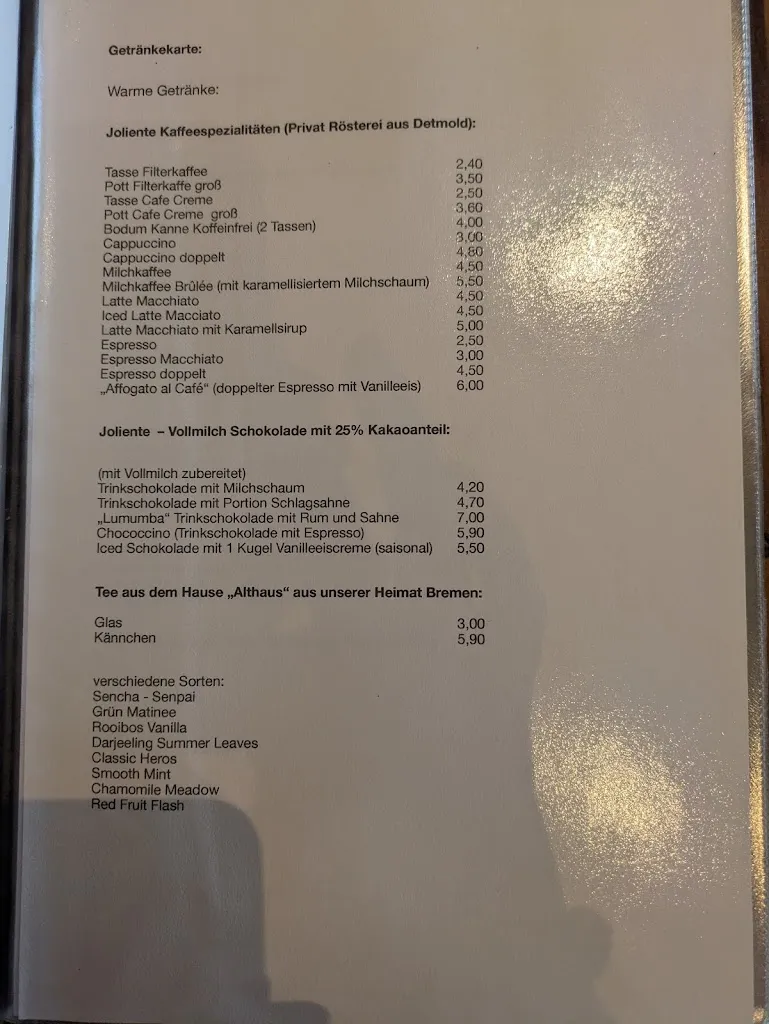 Getränkekarte:
Warme Getränke:
Joliente Kaffeespezialitäten (Privat Rösterei aus Detmold):
Tasse Filterkaffee 2,40
Pott Filterkaffe groß 3,50
Tasse Cafe Creme 2,50
Pott Cafe Creme groß 3,60
Bodum Kanne Koffeinfrei (2 Tassen) 4,00
Cappuccino 3,00
Cappuccino doppelt 4,80
Milchkaffee 4,50
Milchkaffee Brûlée (mit karamellisiertem Milchschaum) 5,50
Latte Macchiato 4,50
Iced Latte Macciato 4,50
Latte Macchiato mit Karamellsirup 5,00
Espresso 2,50
Espresso Macchiato 3,00
Espresso doppelt 4,50
„Affogato al Café“ (doppelter Espresso mit Vanilleeis) 6,00
Joliente – Vollmilch Schokolade mit 25% Kakaoanteil:
(mit Vollmilch zubereitet)
Trinkschokolade mit Milchschaum 4,20
Trinkschokolade mit Portion Schlagsahne 4,70
„Lumumba“ Trinkschokolade mit Rum und Sahne 7,00
Chococcino (Trinkschokolade mit Espresso) 5,90
Iced Schokolade mit 1 Kugel Vanilleeiscreme (saisonal) 5,50
Tee aus dem Hause „Althaus“ aus unserer Heimat Bremen:
Glas 3,00
Kännchen 5,90
verschiedene Sorten:
Sencha - Senpai
Grün Matinee
Rooibos Vanilla
Darjeeling Summer Leaves
Classic Heros
Smooth Mint
Chamomile Meadow
Red Fruit Flash